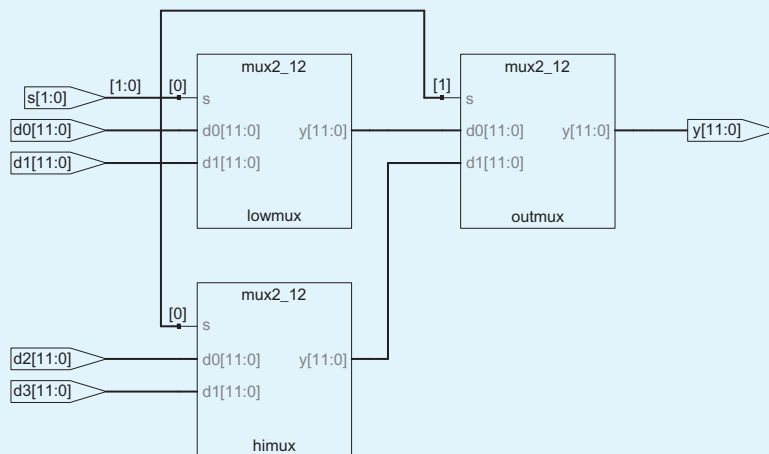 mux2_12
mux2_12
[1:0]
[0]
[1]
s[1:0]
s
s
d0[11:0]
d0[11:0]
y[11:0]
d0[11:0]
y[11:0]
y[11:0]
d1[11:0]
d1[11:0]
d1[11:0]
lowmux
outmux
mux2_12
[0]
s
d2[11:0]
d0[11:0]
y[11:0]
d3[11:0]
d1[11:0]
himux